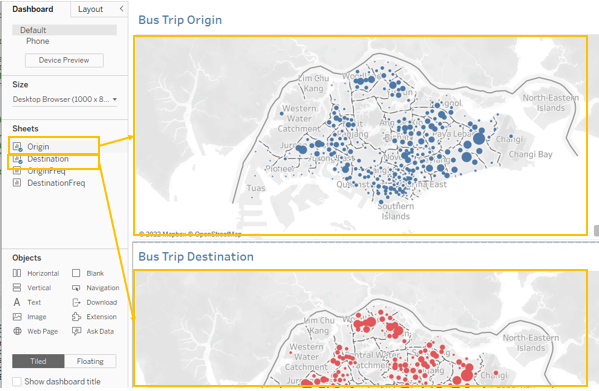 Dashboard
Layout
Default
Phone
Device Preview
Size
Desktop Browser (1000 x 8...
Sheets
Origin
Destination
OriginFreq
DestinationFreq
Objects
Horizontal
Blank
Vertical
Navigation
Text
Download
Image
Extension
Web Page
Ask Data
Tiled
Floating
Show dashboard title
Bus Trip Origin
Lim Chu
Kang
Western
Water
Catchment
North-Eastern
Islands
Changi
Changi Bay
Pioneer
Tuas
Southern
Islands
© 2023 Mapbox © OpenStreetMap
Bus Trip Destination
Lim Chu
Kang
Western
Water
Catchment
North-Eastern
Islands
Changi